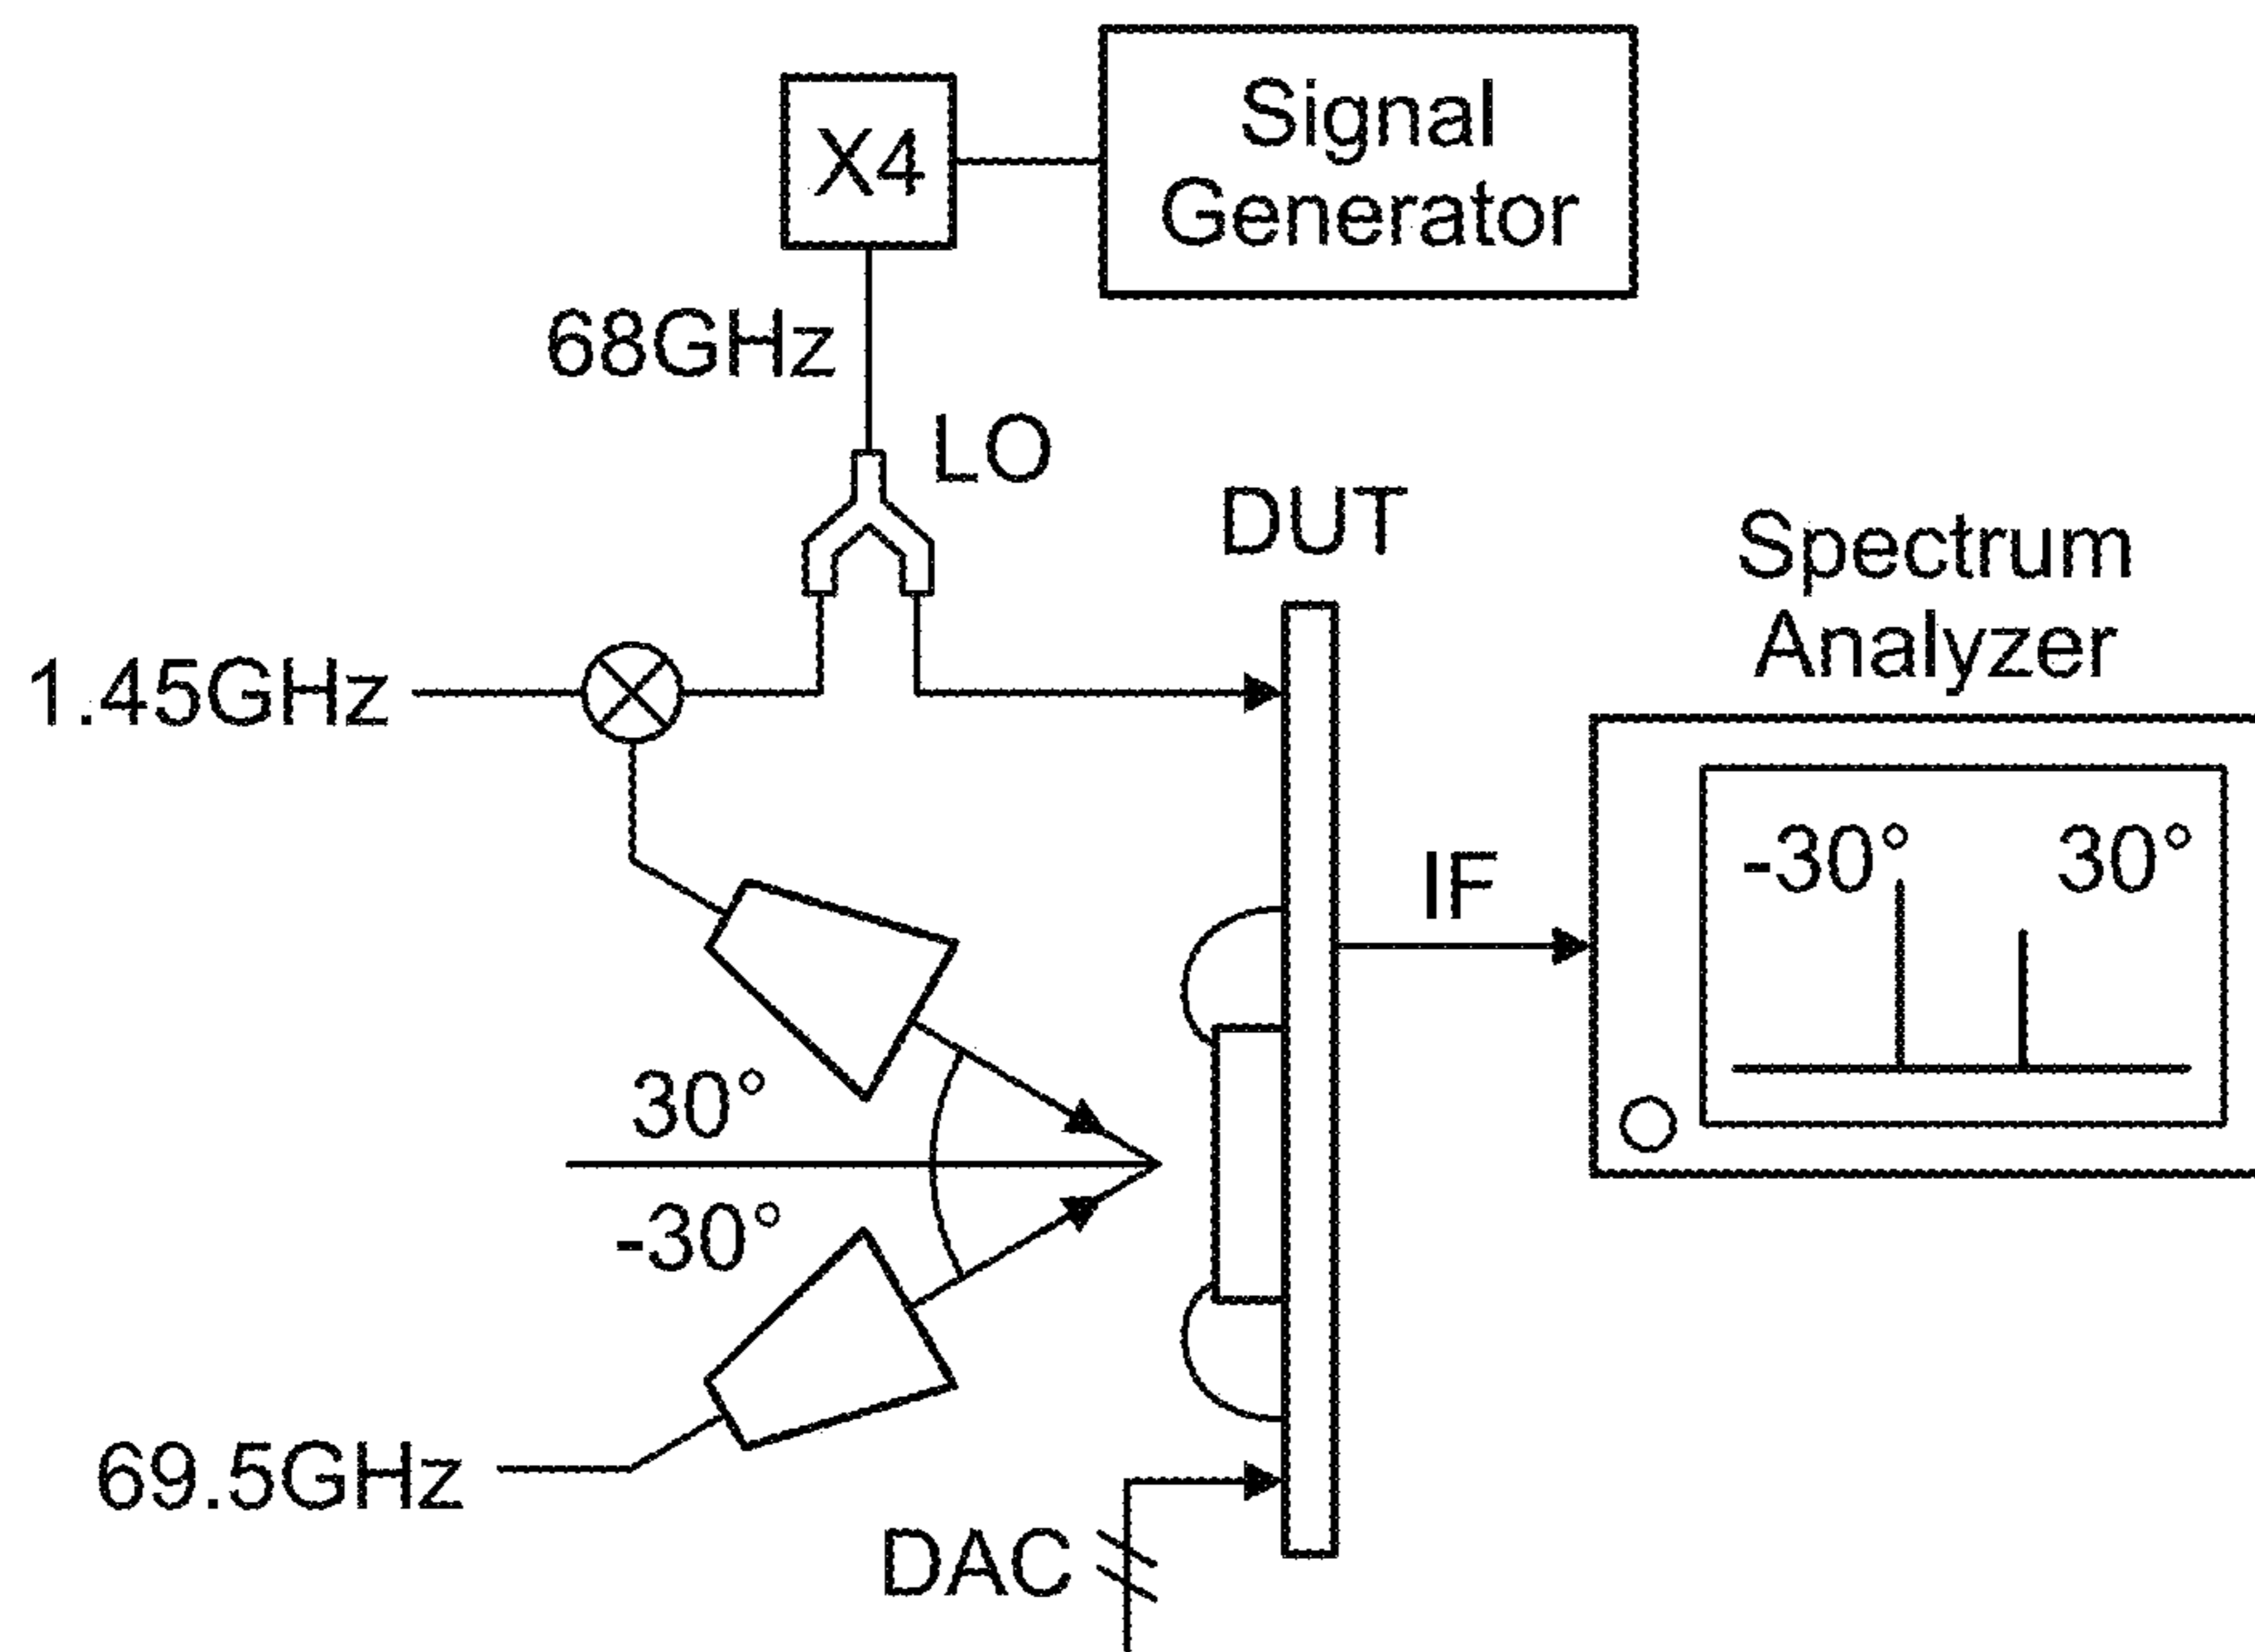 Signal
Generator
X4
68GHz
LO
DUT
Spectrum
Analyzer
1.45GHz
-30° 30°
IF
30°
-30°
69.5GHz
DAC